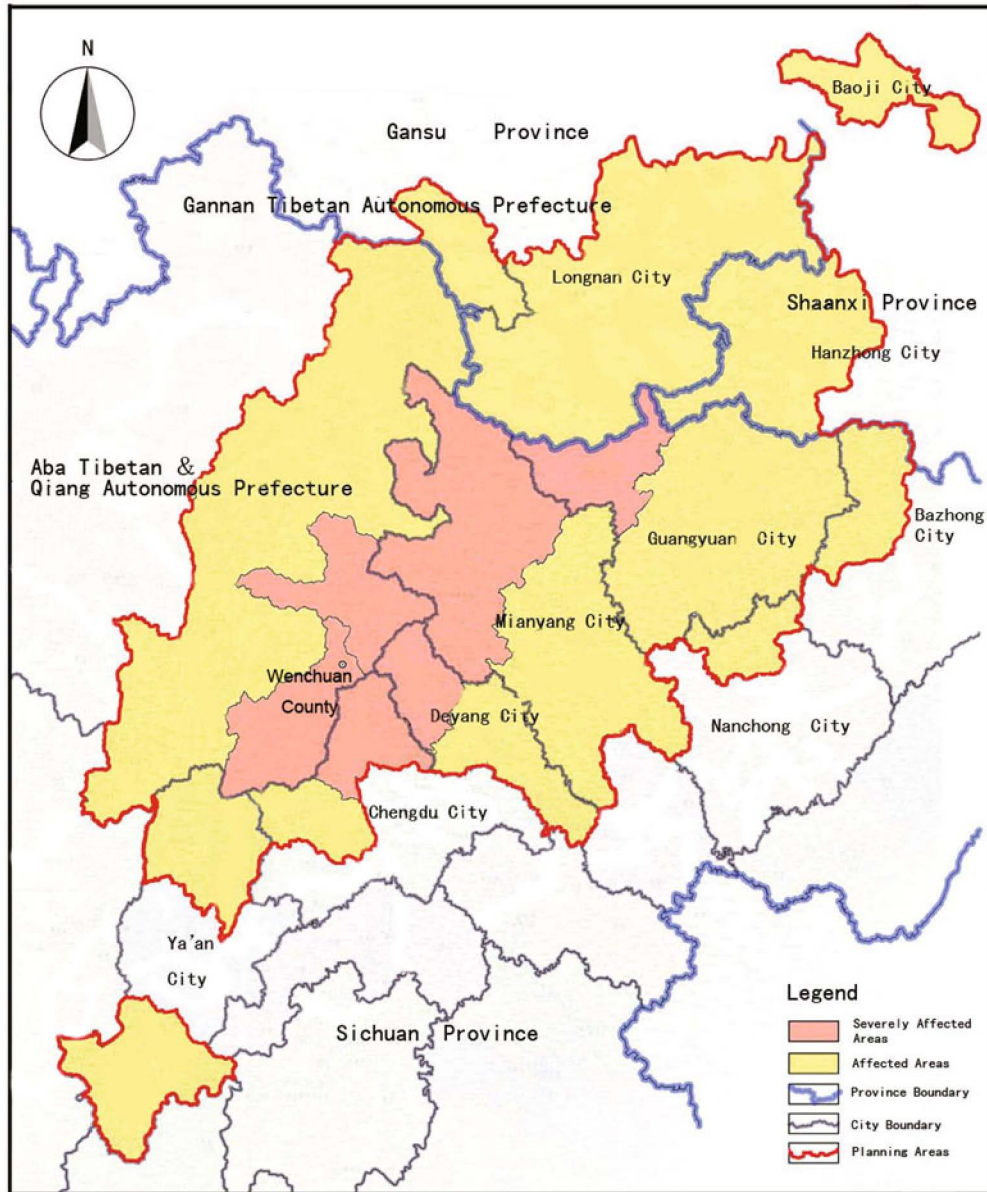 N
Baoji City
Gansu Province
Gannan Tibetan Autonomous Prefecture
Longnan City
Shaanxi Province
Hanzhong City
Aba Tibetan &
Qiang Autonomous Prefecture
Bazhong
City
Guangyuan City
Mianyang City
Wenchuan
County
Deyang City
Nanchong City
Chengdu City
Ya'an
City
Sichuan Province
Legend
Severely Affected
Areas
Affected Areas
Province Boundary
City Boundary
Planning Areas